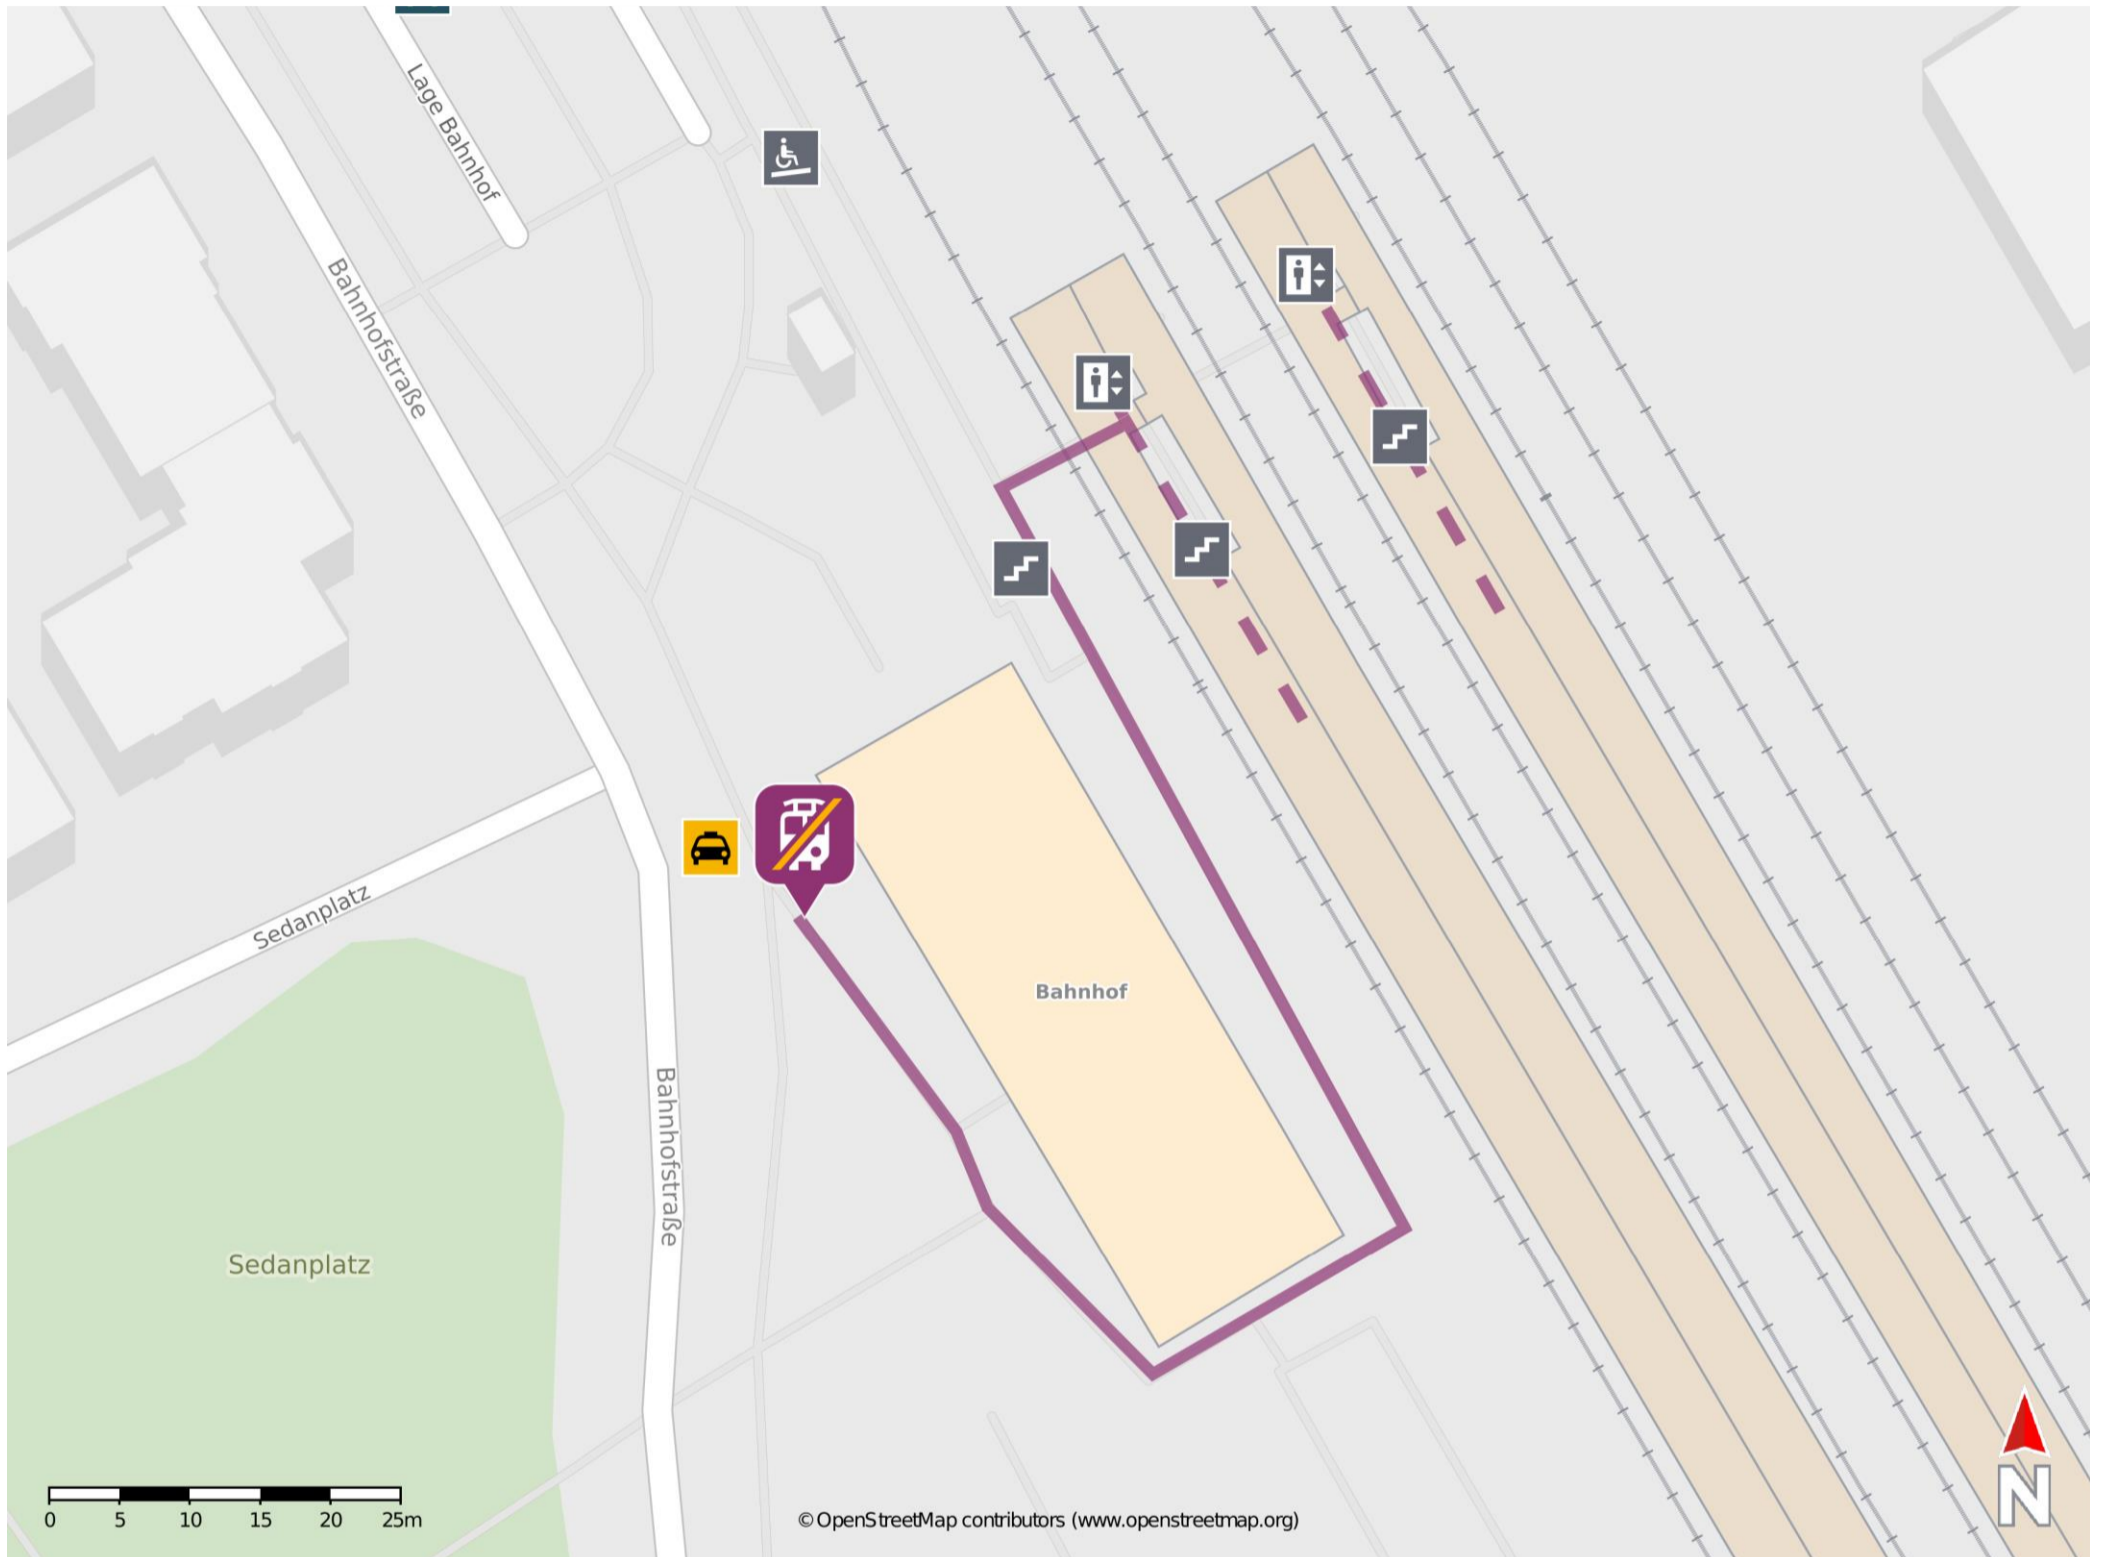 Lage Bahnhof
Bahnhofstraße
Sedanplatz
Bahnhof
Bahnhofstraße
Sedanplatz
0 5 10 15 20 25m
© OpenStreetMap contributors (www.openstreetmap.org)
N